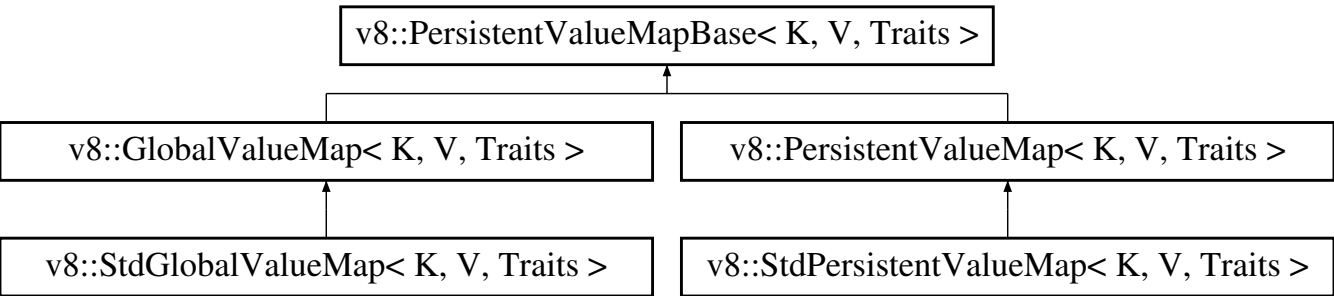 v8::PersistentValueMapBase< K, V, Traits >
v8::GlobalValueMap< K, V, Traits >
v8::PersistentValueMap< K, V, Traits >
v8::StdGlobalValueMap< K, V, Traits >
v8::StdPersistentValueMap< K, V, Traits >